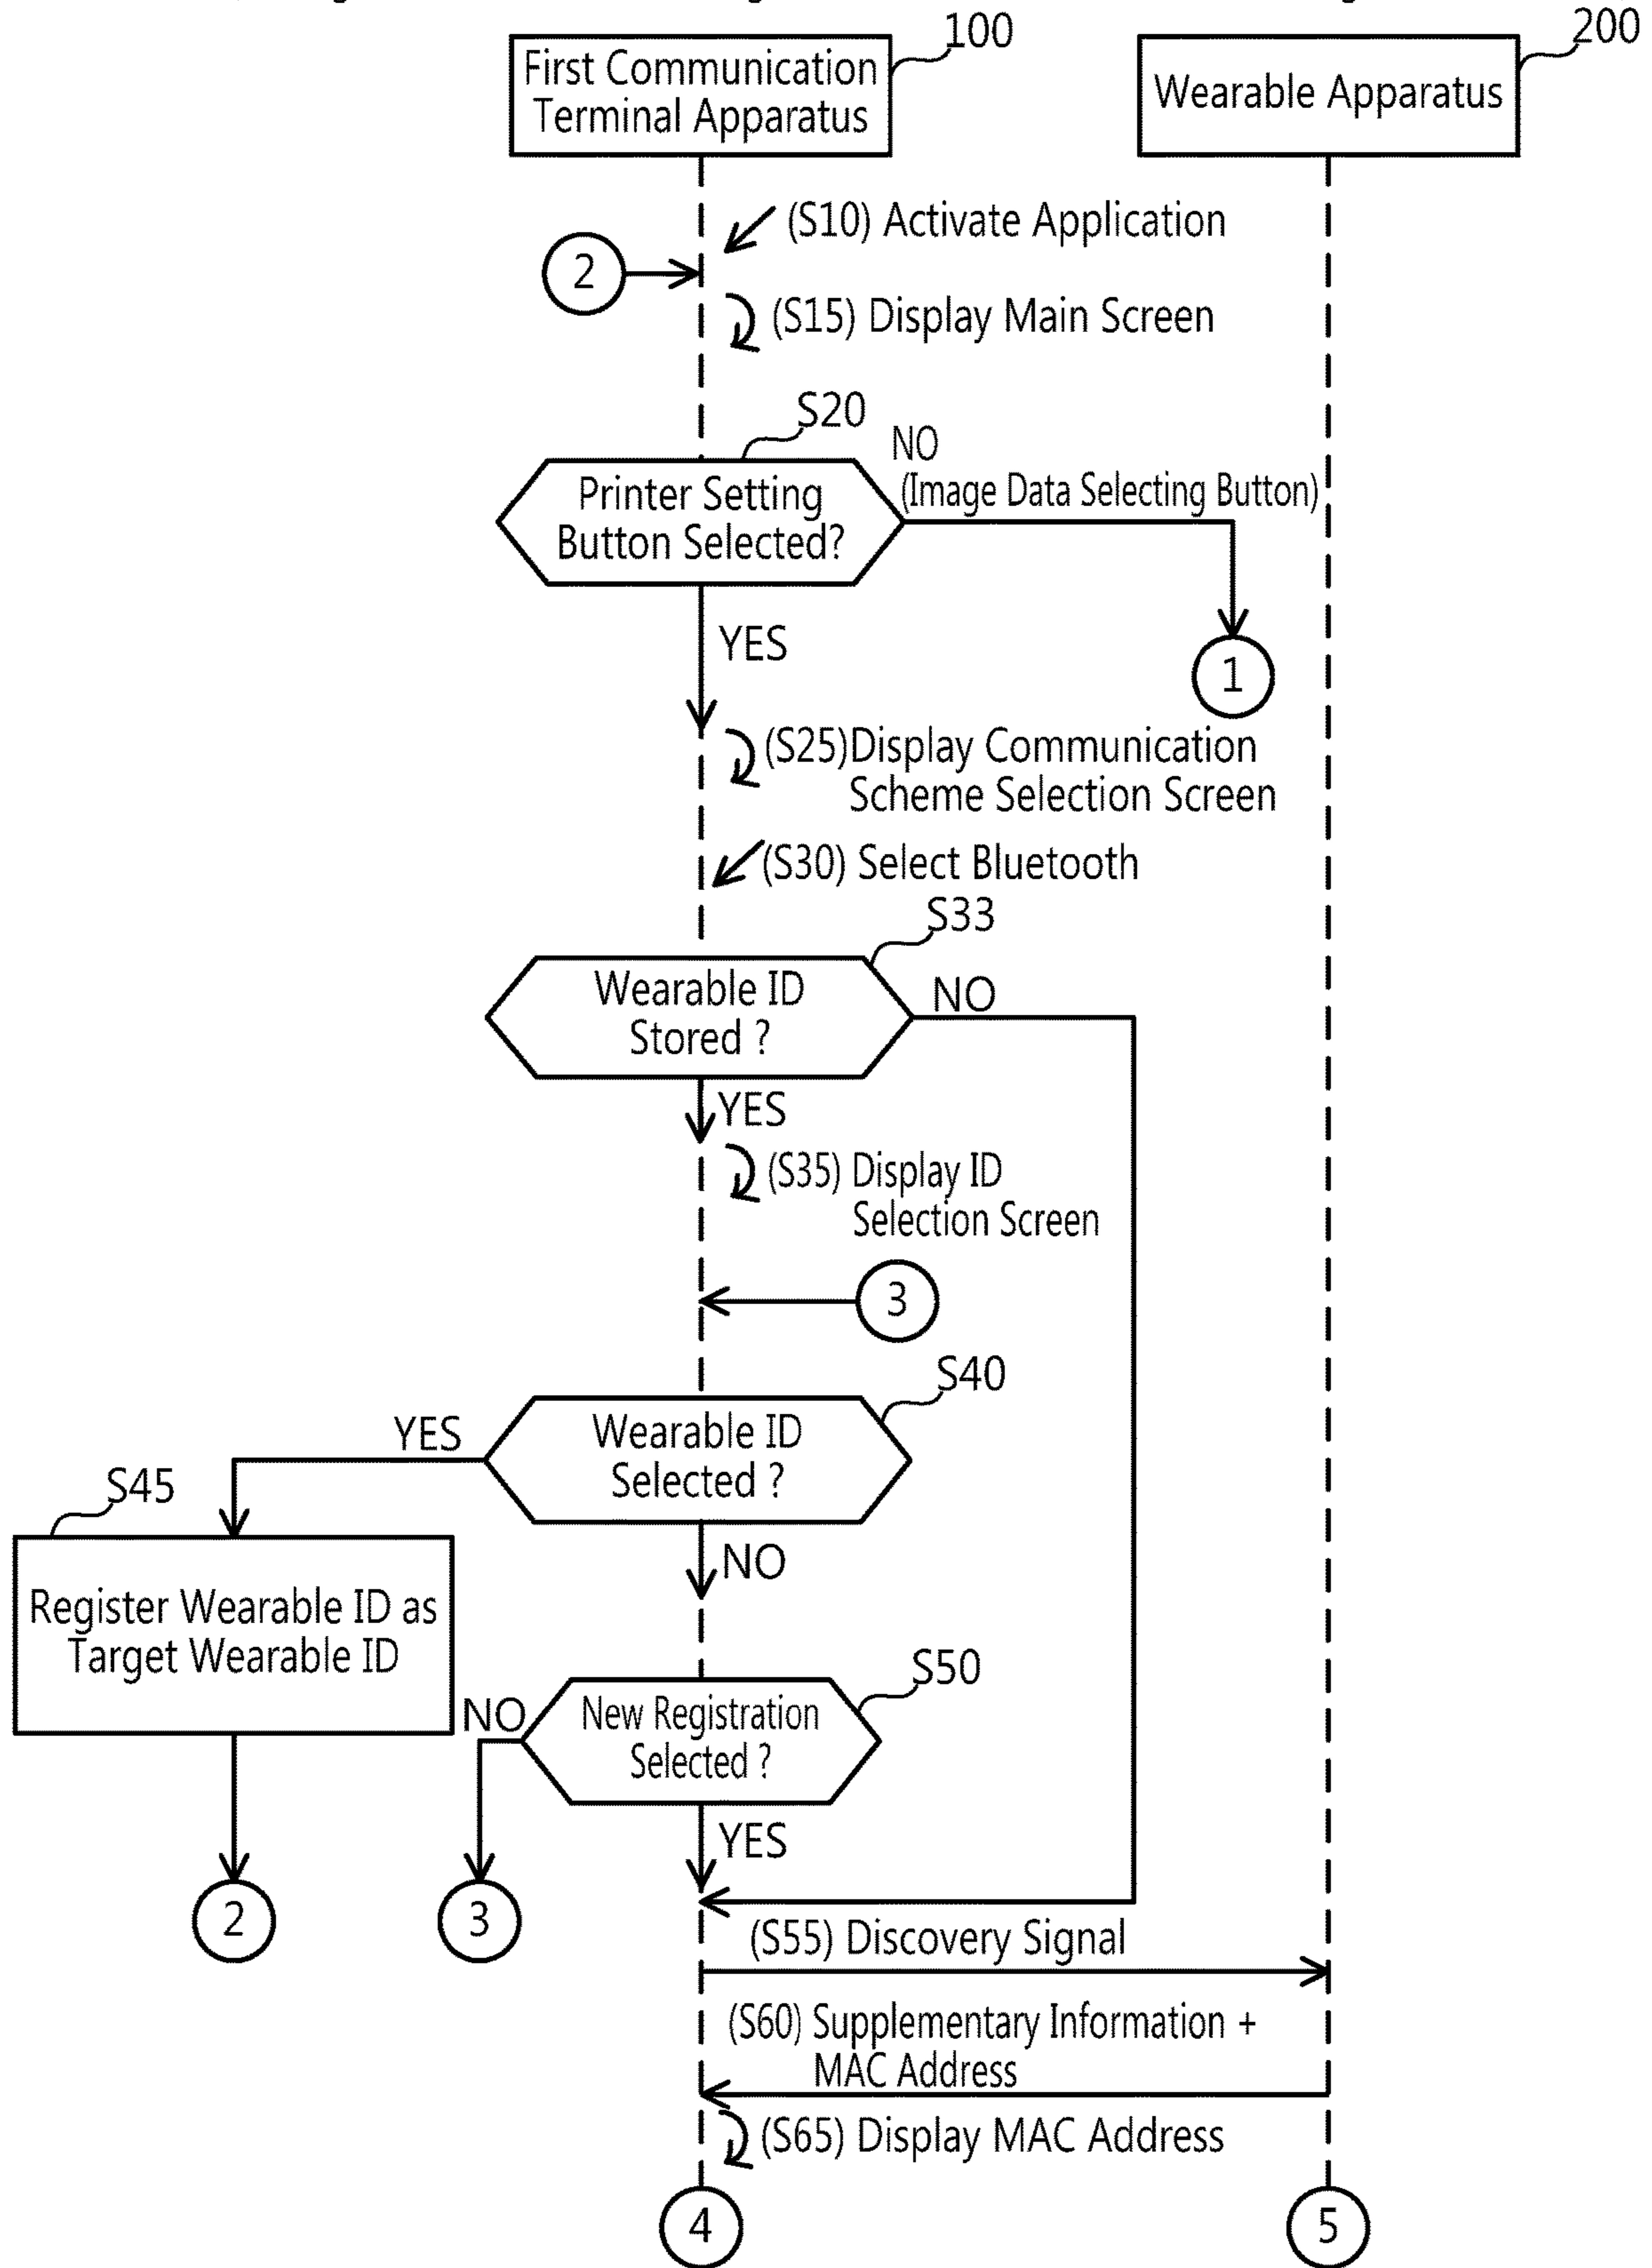 100
200
First Communication
Terminal Apparatus
Wearable Apparatus
(S10) Activate Application
2
(S15) Display Main Screen
S20
NO
(Image Data Selecting Button)
Printer Setting
Button Selected?
YES
1
(S25)Display Communication
Scheme Selection Screen
(S30) Select Bluetooth
S33
Wearable ID
Stored ?
NO
YES
(S35) Display ID
Selection Screen
3
S40
YES
Wearable ID
Selected ?
S45
NO
Register Wearable ID as
Target Wearable ID
S50
NO
New Registration
Selected ?
YES
2
3
(S55) Discovery Signal
(S60) Supplementary Information +
MAC Address
(S65) Display MAC Address
4
5